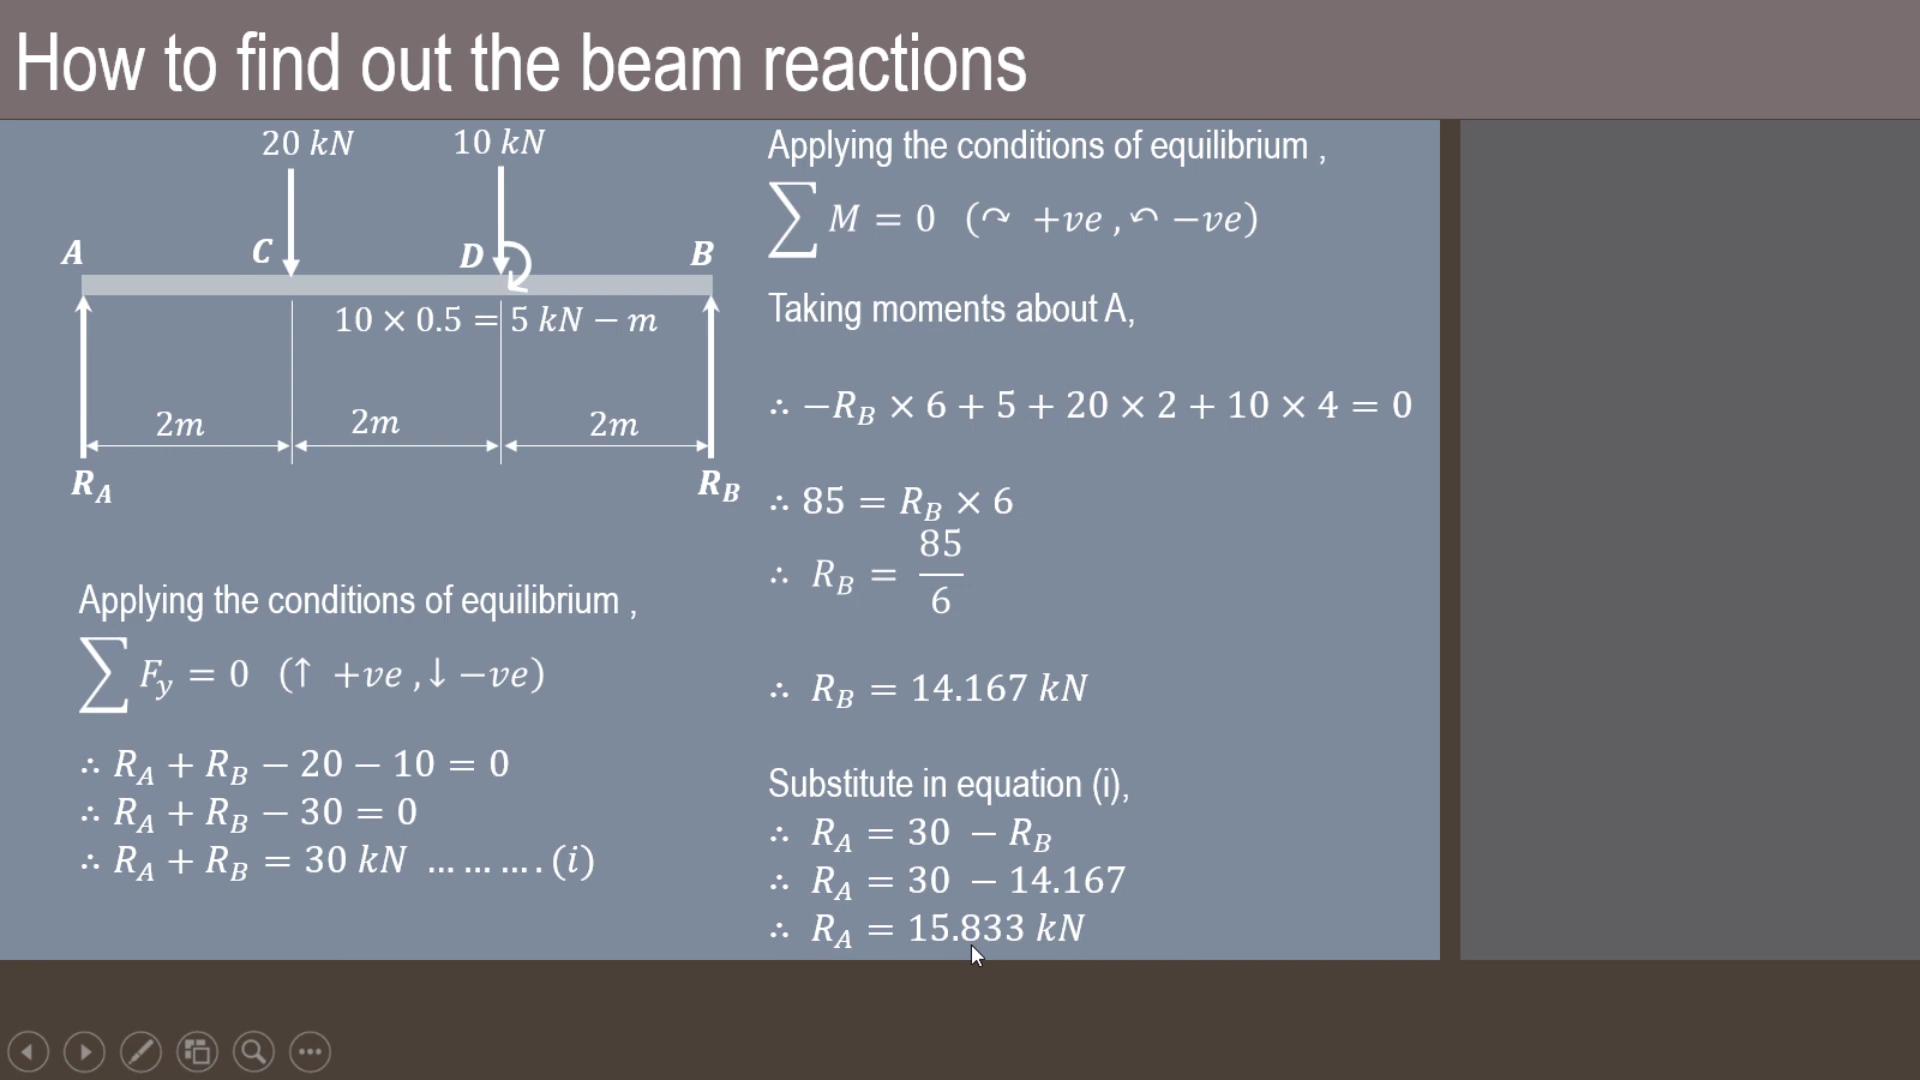 How to find out the beam reactions
20 kN 10 kN
A C D B
10 × 0.5 = 5 kN − m
2m 2m 2m
R_A R_B
Applying the conditions of equilibrium ,
∑ F_y = 0 (↑ +ve , ↓ −ve)
∴ R_A + R_B − 20 − 10 = 0
∴ R_A + R_B − 30 = 0
∴ R_A + R_B = 30 kN … … … . (i)
Applying the conditions of equilibrium ,
∑ M = 0 (↷ +ve , ↶ −ve)
Taking moments about A,
∴ −R_B × 6 + 5 + 20 × 2 + 10 × 4 = 0
∴ 85 = R_B × 6
∴ R_B = 85/6
∴ R_B = 14.167 kN
Substitute in equation (i),
∴ R_A = 30 − R_B
∴ R_A = 30 − 14.167
∴ R_A = 15.833 kN